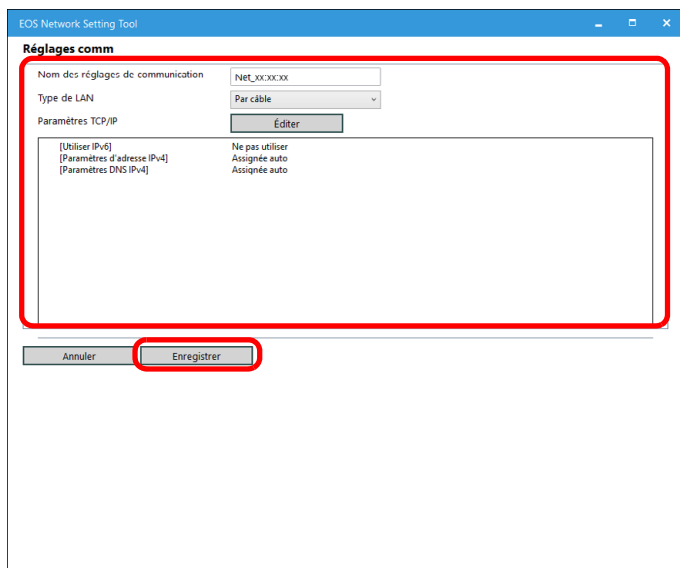 EOS Network Setting Tool
Réglages comm
Nom des réglages de communication Net_xx:xx:xx
Type de LAN Par câble
Paramètres TCP/IP Éditer
[Utiliser IPv6] Ne pas utiliser
[Paramètres d'adresse IPv4] Assignée auto
[Paramètres DNS IPv4] Assignée auto
Annuler Enregistrer